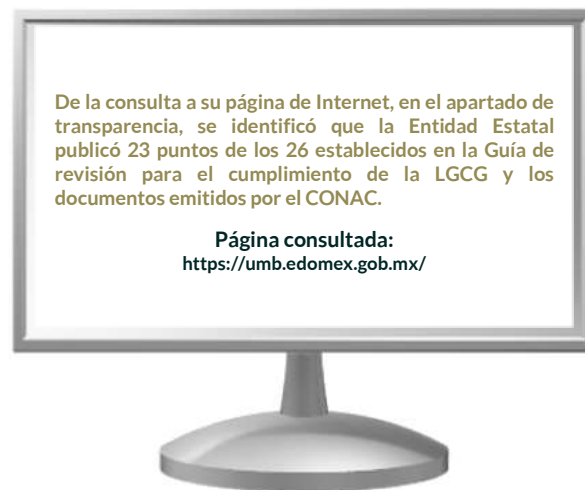 De la consulta a su página de Internet, en el apartado de
transparencia, se identificó que la Entidad Estatal
publicó 23 puntos de los 26 establecidos en la Guía de
revisión para el cumplimiento de la LGCG y los
documentos emitidos por el CONAC.
Página consultada:
https://umb.edomex.gob.mx/